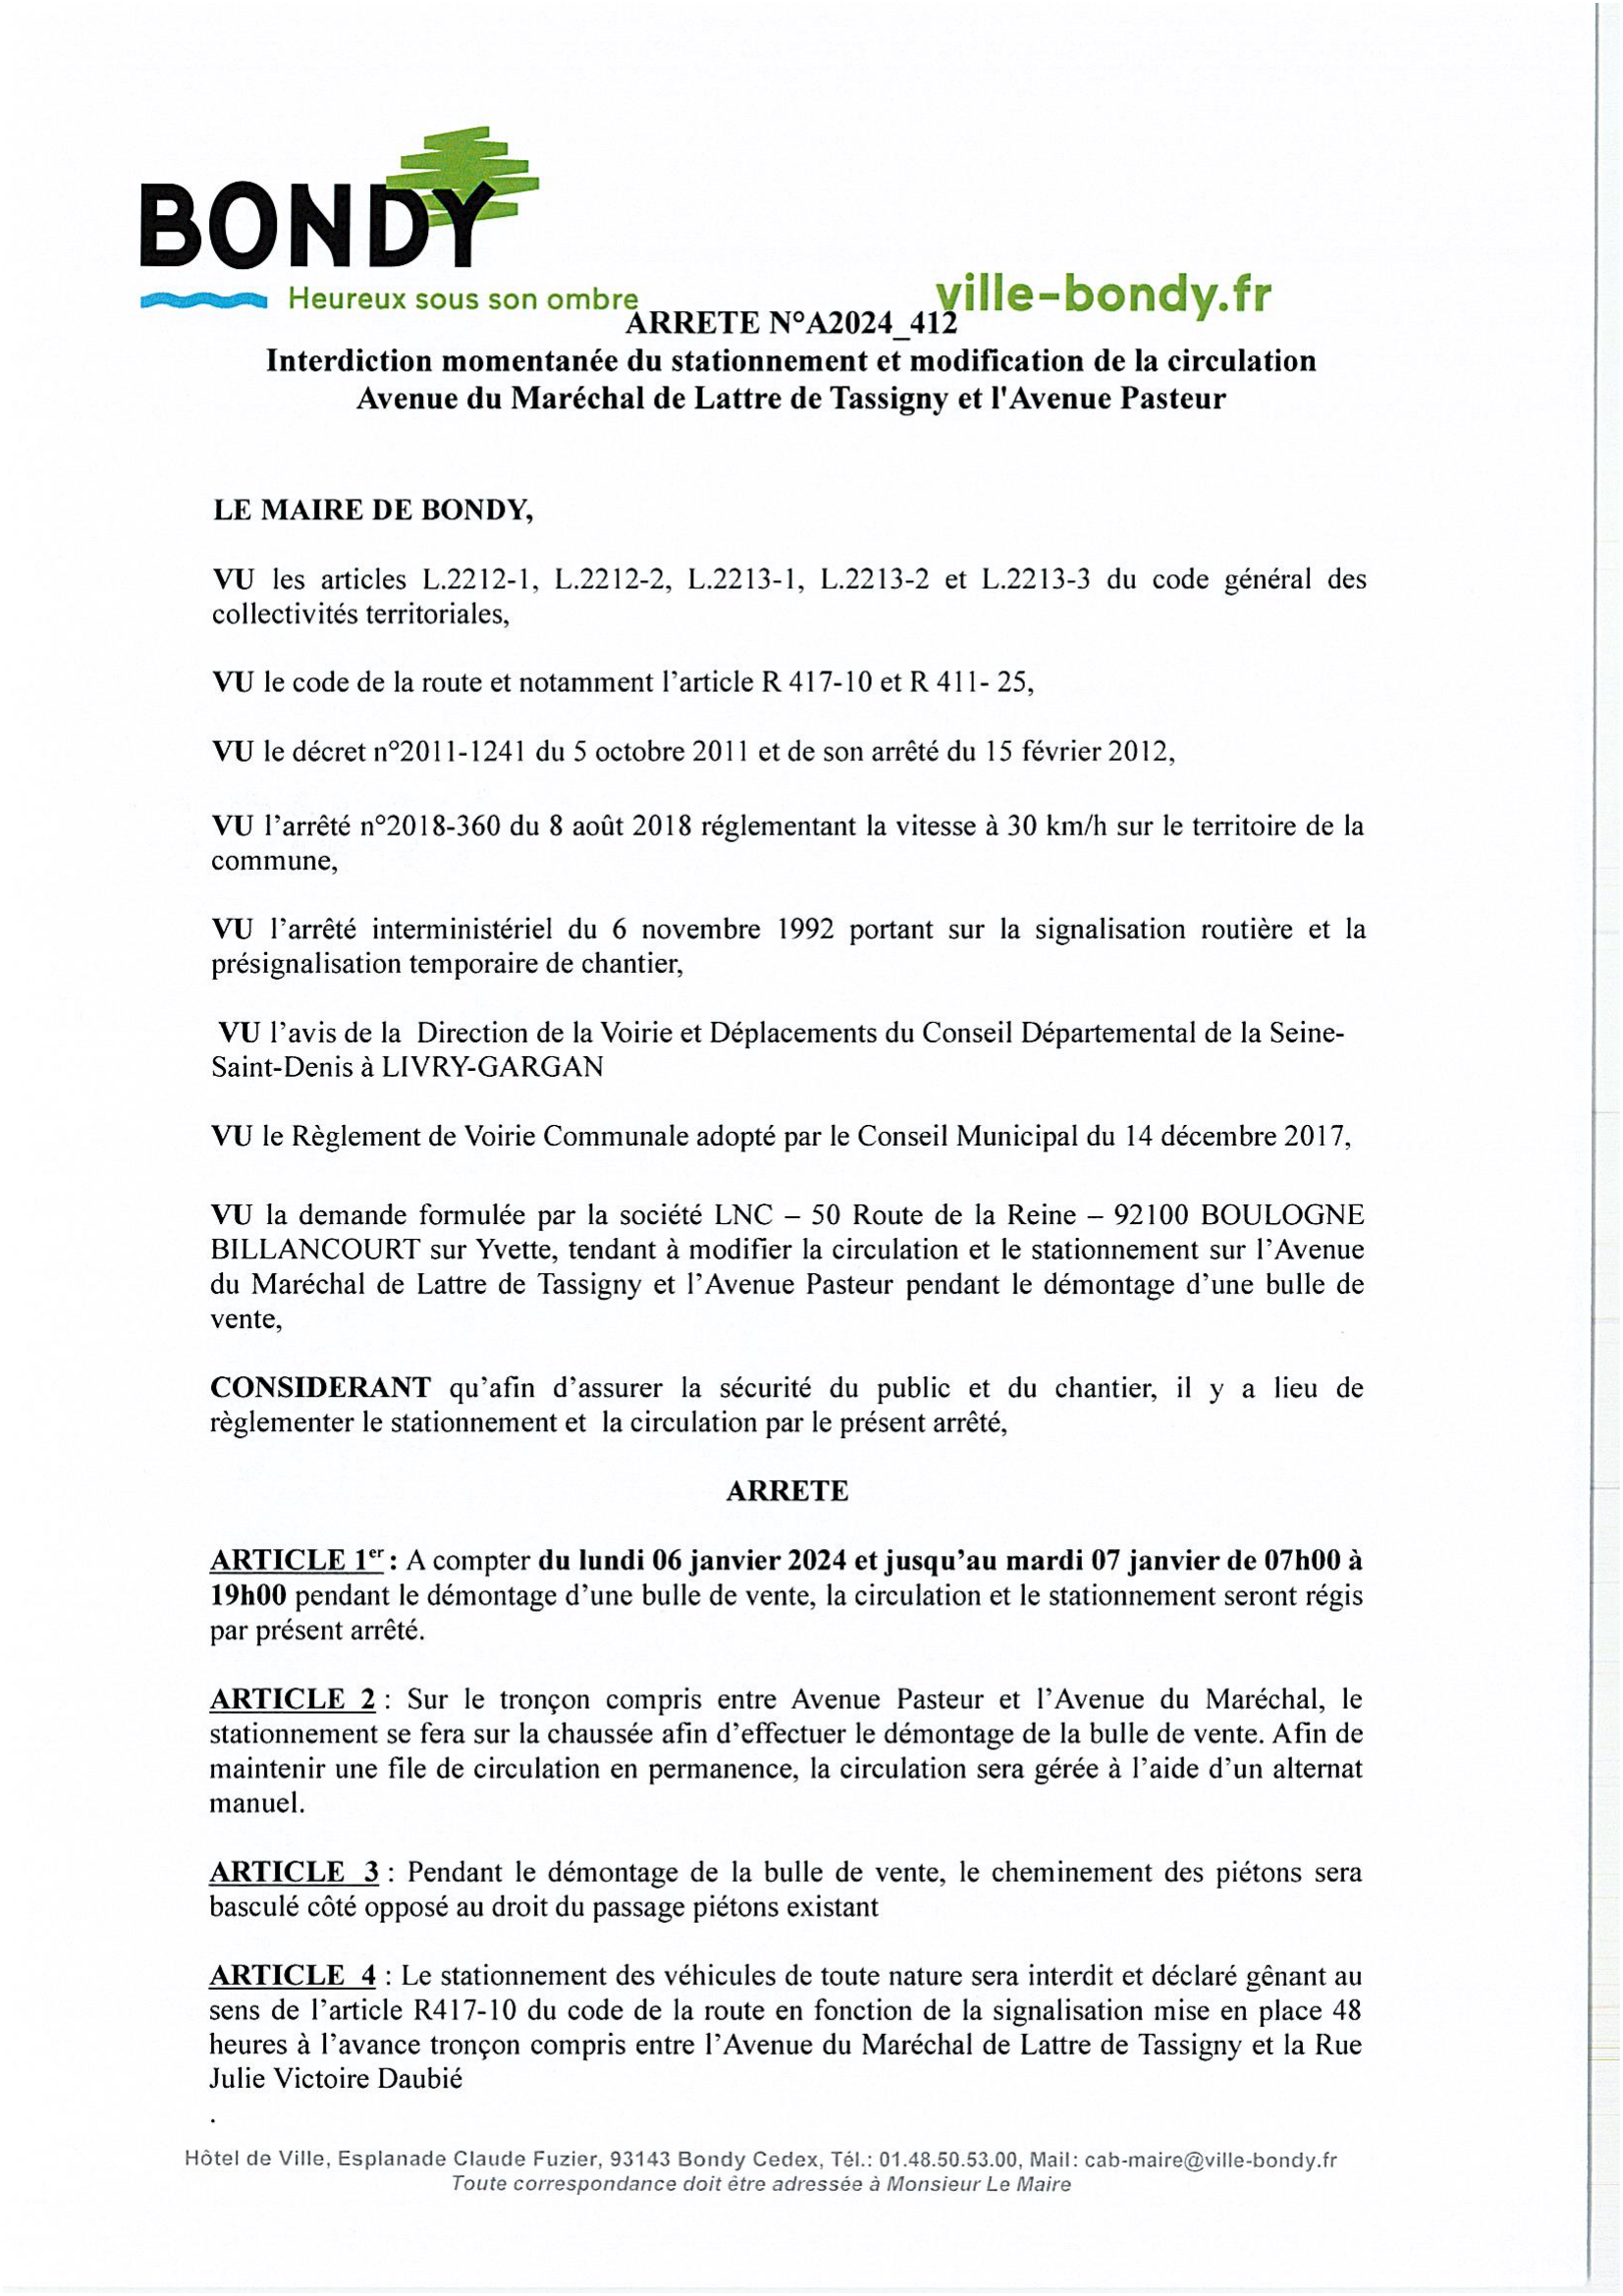 BONDY
Heureux sous son ombre
ville-bondy.fr
ARRETE N°A2024_412
Interdiction momentanée du stationnement et modification de la circulation
Avenue du Maréchal de Lattre de Tassigny et l'Avenue Pasteur
LE MAIRE DE BONDY,
VU les articles L.2212-1, L.2212-2, L.2213-1, L.2213-2 et L.2213-3 du code général des
collectivités territoriales,
VU le code de la route et notamment l’article R 417-10 et R 411- 25,
VU le décret n°2011-1241 du 5 octobre 2011 et de son arrêté du 15 février 2012,
VU l’arrêté n°2018-360 du 8 août 2018 réglementant la vitesse à 30 km/h sur le territoire de la
commune,
VU l’arrêté interministériel du 6 novembre 1992 portant sur la signalisation routière et la
présignalisation temporaire de chantier,
VU l’avis de la Direction de la Voirie et Déplacements du Conseil Départemental de la Seine-
Saint-Denis à LIVRY-GARGAN
VU le Règlement de Voirie Communale adopté par le Conseil Municipal du 14 décembre 2017,
VU la demande formulée par la société LNC – 50 Route de la Reine – 92100 BOULOGNE
BILLANCOURT sur Yvette, tendant à modifier la circulation et le stationnement sur l’Avenue
du Maréchal de Lattre de Tassigny et l’Avenue Pasteur pendant le démontage d’une bulle de
vente,
CONSIDERANT qu’afin d’assurer la sécurité du public et du chantier, il y a lieu de
règlementer le stationnement et la circulation par le présent arrêté,
ARRETE
ARTICLE 1er : A compter du lundi 06 janvier 2024 et jusqu’au mardi 07 janvier de 07h00 à
19h00 pendant le démontage d’une bulle de vente, la circulation et le stationnement seront régis
par présent arrêté.
ARTICLE 2 : Sur le tronçon compris entre Avenue Pasteur et l’Avenue du Maréchal, le
stationnement se fera sur la chaussée afin d’effectuer le démontage de la bulle de vente. Afin de
maintenir une file de circulation en permanence, la circulation sera gérée à l’aide d’un alternat
manuel.
ARTICLE 3 : Pendant le démontage de la bulle de vente, le cheminement des piétons sera
basculé côté opposé au droit du passage piétons existant
ARTICLE 4 : Le stationnement des véhicules de toute nature sera interdit et déclaré gênant au
sens de l’article R417-10 du code de la route en fonction de la signalisation mise en place 48
heures à l’avance tronçon compris entre l’Avenue du Maréchal de Lattre de Tassigny et la Rue
Julie Victoire Daubié
.
Hôtel de Ville, Esplanade Claude Fuzier, 93143 Bondy Cedex, Tél.: 01.48.50.53.00, Mail: cab-maire@ville-bondy.fr
Toute correspondance doit être adressée à Monsieur Le Maire